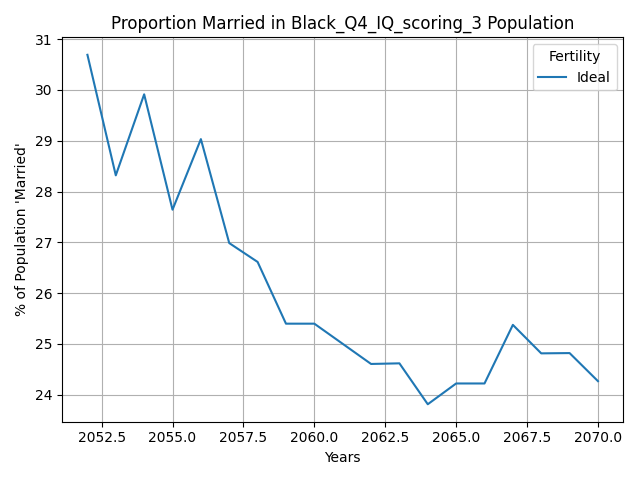 Proportion Married in Black_Q4_IQ_scoring_3 Population
31
30
29
28
27
26
25
24
% of Population 'Married'
Fertility
Ideal
2052.5 2055.0 2057.5 2060.0 2062.5 2065.0 2067.5 2070.0
Years